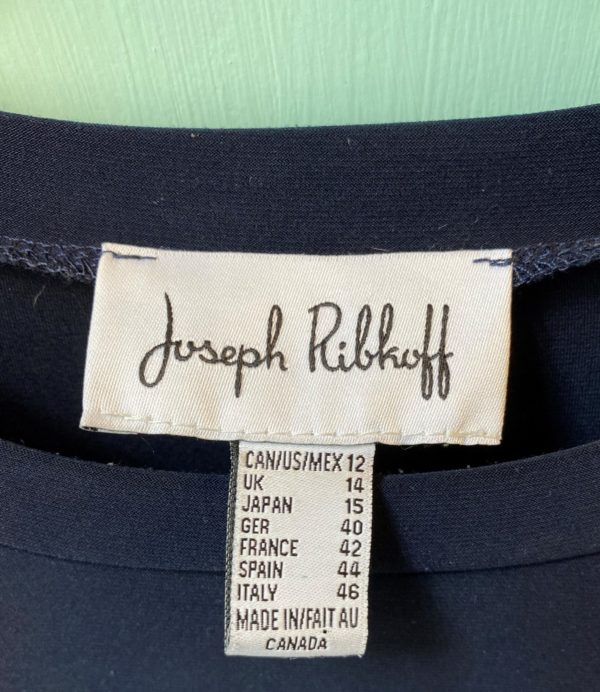 Joseph Ribkoff
CAN/US/MEX 12
UK 14
JAPAN 15
GER 40
FRANCE 42
SPAIN 44
ITALY 46
MADE IN/FAIT AU
CANADA